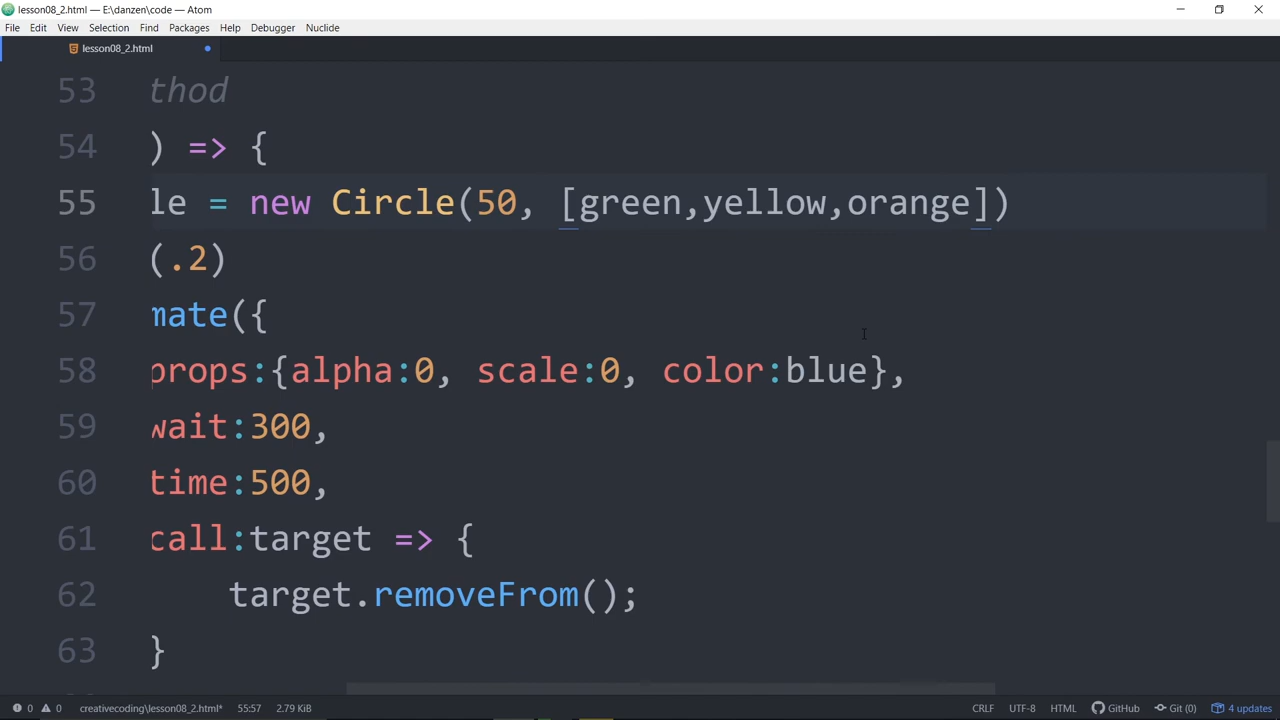 lesson08_2.html — E:\danzen\code — Atom
File Edit View Selection Find Packages Help Debugger Nuclide
lesson08_2.html
53 thod
54 ) => {
55 le = new Circle(50, [green,yellow,orange])
56 (.2)
57 mate({
58 props:{alpha:0, scale:0, color:blue},
59 wait:300,
60 time:500,
61 call:target => {
62 target.removeFrom();
63 }
0 0 creativecoding\lesson08_2.html* 55:57 2.79 KiB CRLF UTF-8 HTML GitHub Git (0) 4 updates